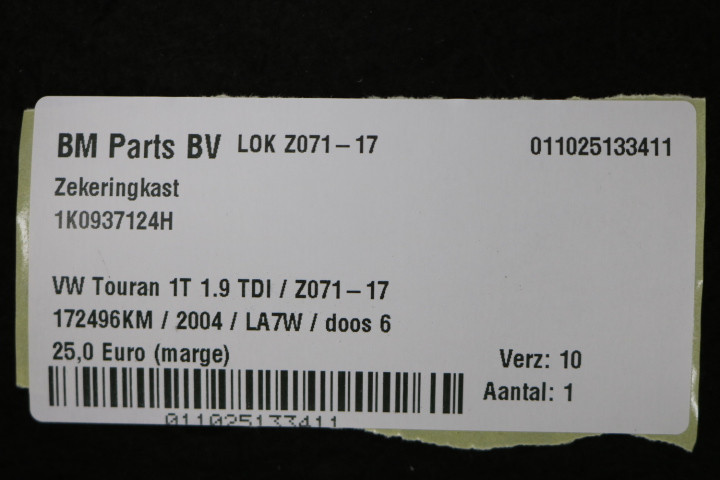 BM Parts BV LOK Z071-17 011025133411
Zekeringkast
1K0937124H
VW Touran 1T 1.9 TDI / Z071-17
172496KM / 2004 / LA7W / doos 6
25,0 Euro (marge) Verz: 10
Aantal: 1
011025133411